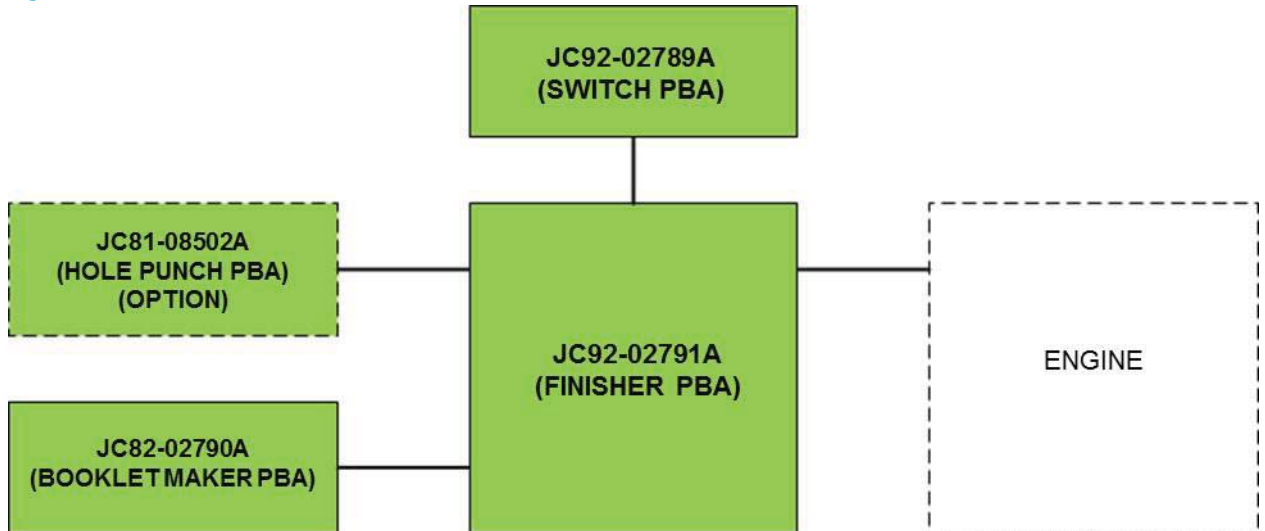 JC92-02789A
(SWITCH PBA)
JC81-08502A
(HOLE PUNCH PBA)
(OPTION)
JC92-02791A
(FINISHER PBA)
ENGINE
JC82-02790A
(BOOKLET MAKER PBA)